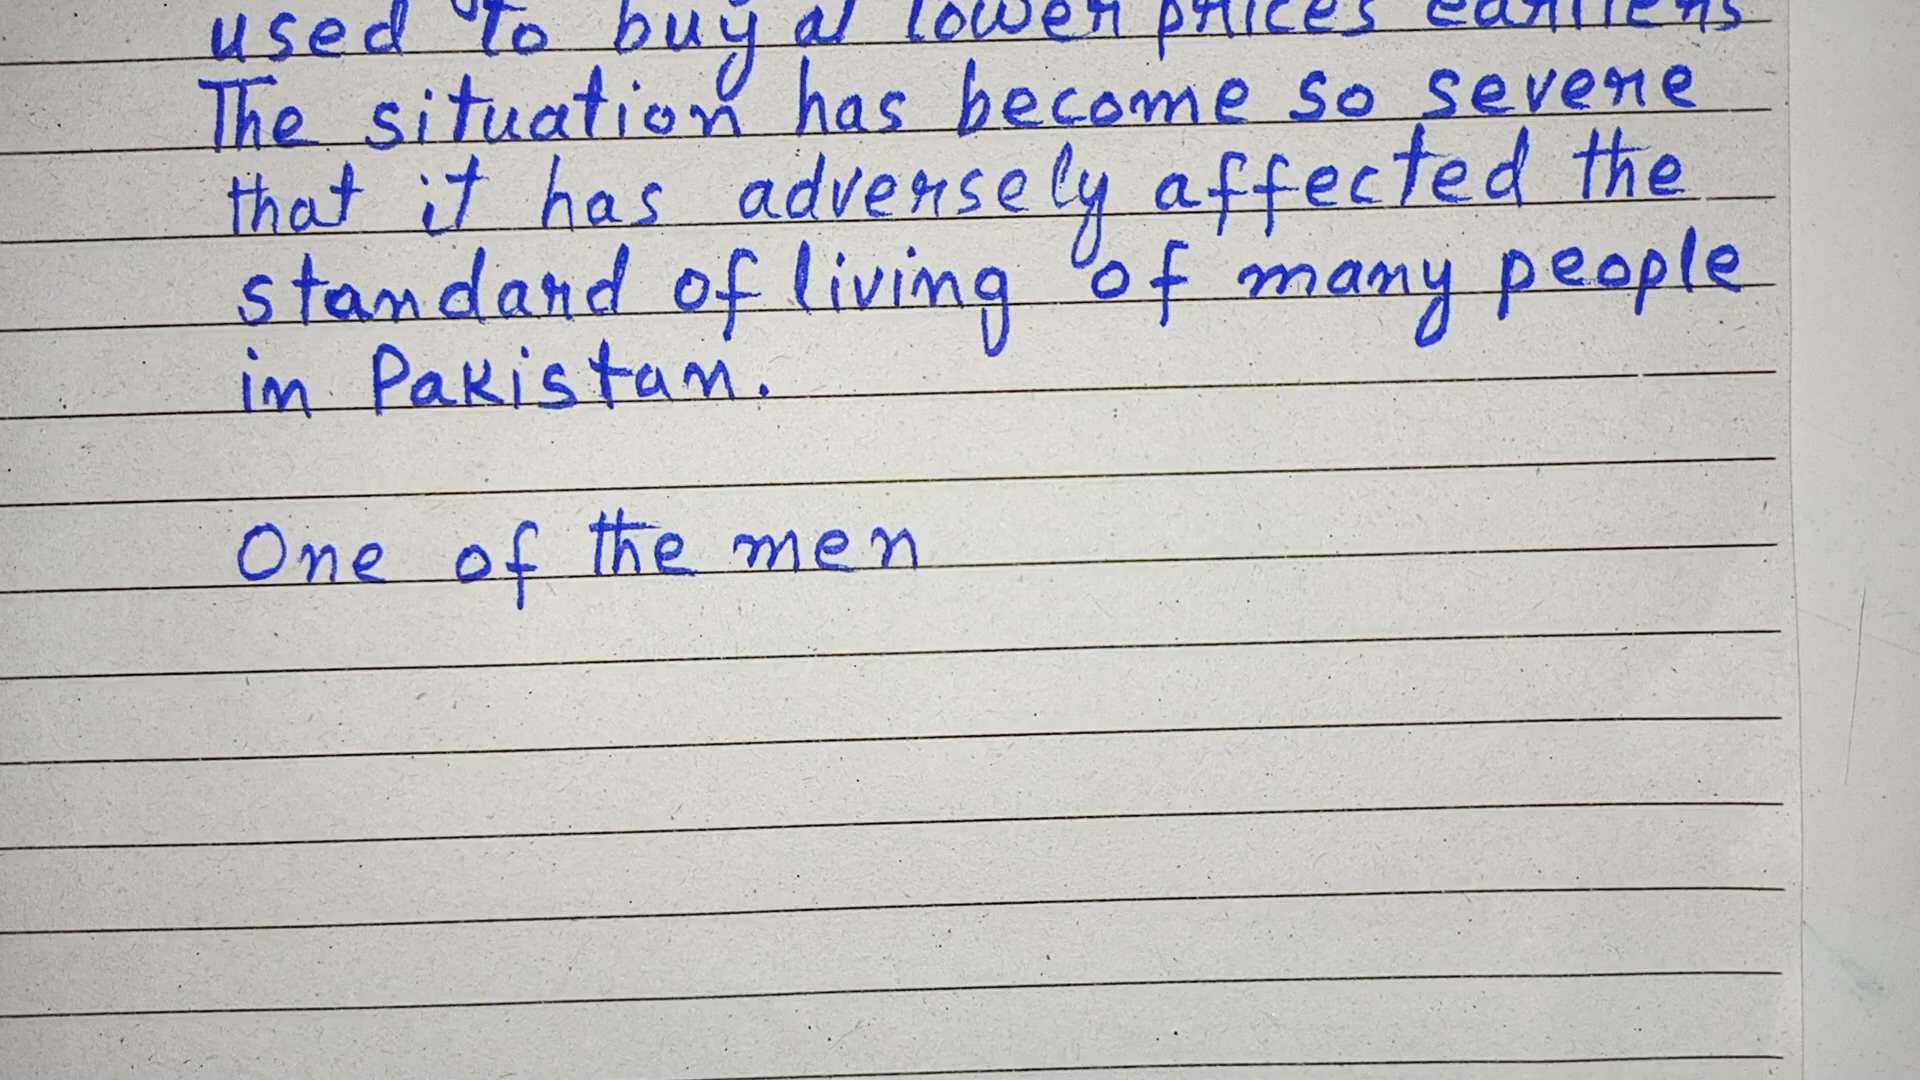 used to buy at lower prices earliers
The situation has become so severe
that it has adversely affected the
standard of living of many people
in Pakistan.
One of the men